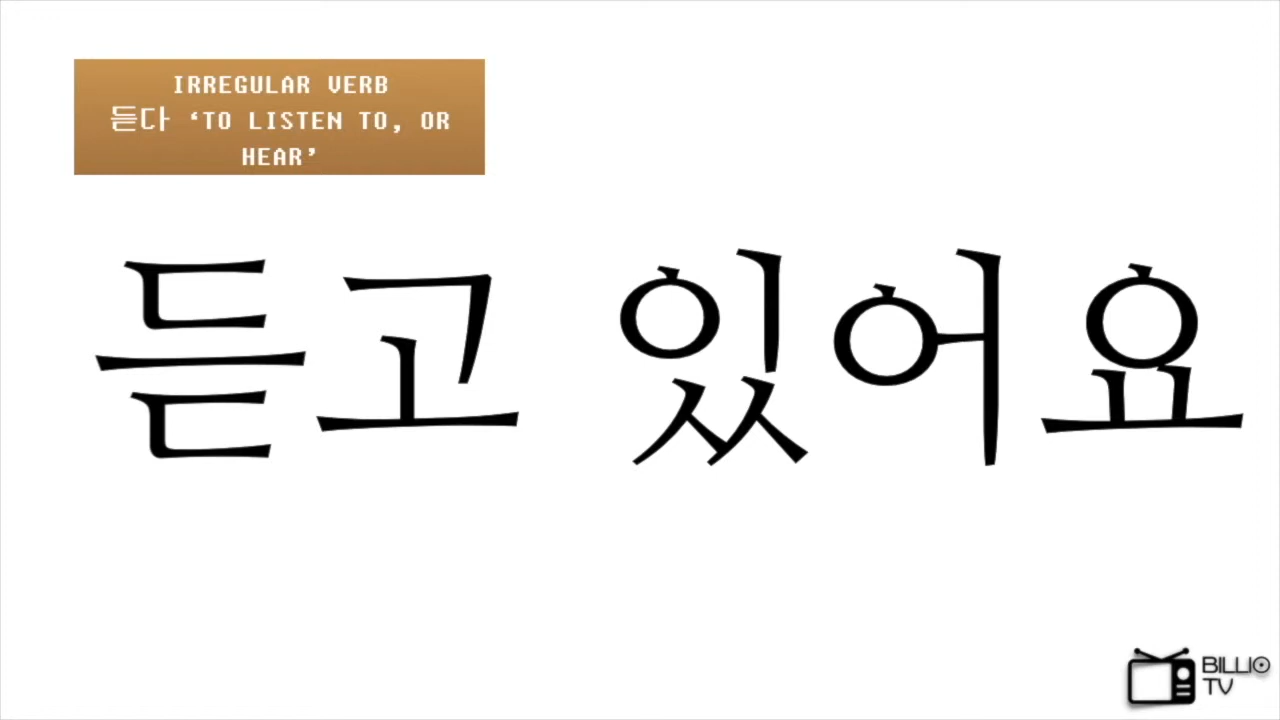 IRREGULAR VERB
듣다 ‘TO LISTEN TO, OR
HEAR’
듣고 있어요
BILLIO
TV